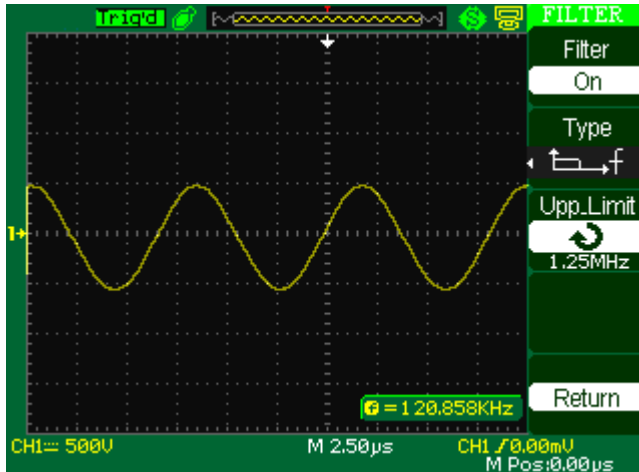 Trig'd
S
FILTER
Filter
On
Type
f
Upp.Limit
1.25MHz
1
f=120.858KHz
Return
CH1 500V
M 2.50µs
CH1 0.00mV
M Pos:0.00µs